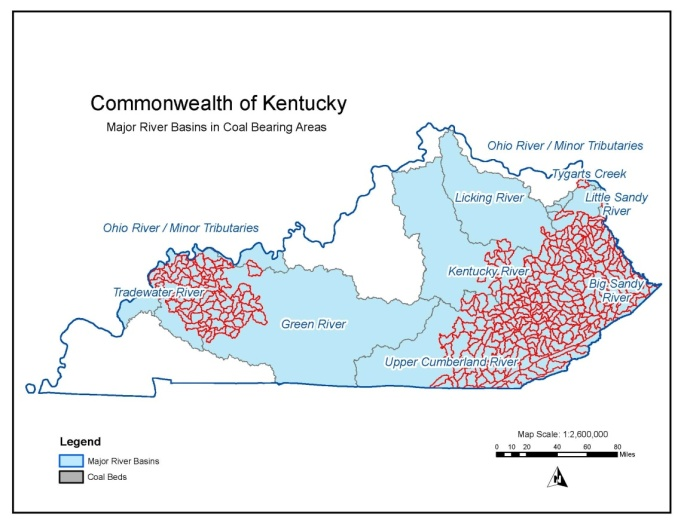 Commonwealth of Kentucky
Major River Basins in Coal Bearing Areas
Ohio River / Minor Tributaries
Tygarts Creek
Licking River
Little Sandy
River
Ohio River / Minor Tributaries
Kentucky River
Big Sandy
River
Tradewater River
Green River
Upper Cumberland River
Legend
Major River Basins
Coal Beds
Map Scale: 1:2,600,000
0 10 20 40 60 80
Miles